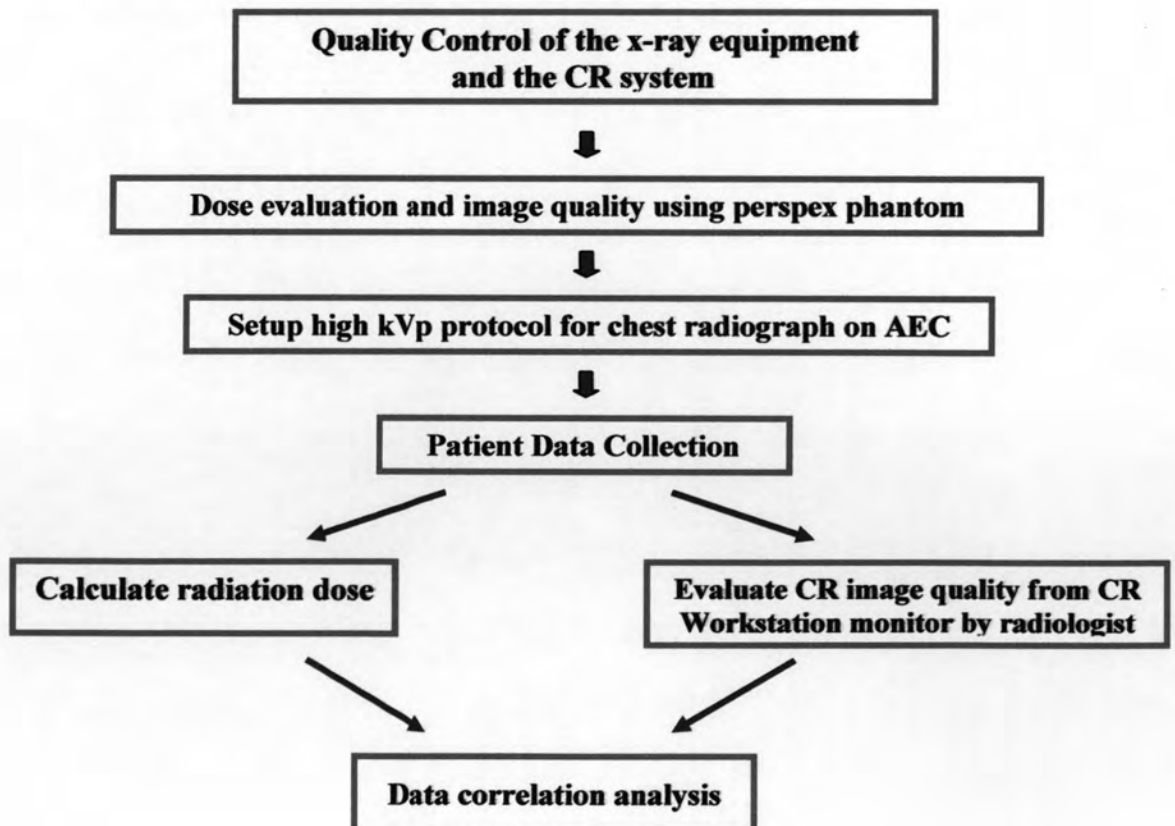 Quality Control of the x-ray equipment
and the CR system
Dose evaluation and image quality using perspex phantom
Setup high kVp protocol for chest radiograph on AEC
Patient Data Collection
Calculate radiation dose
Evaluate CR image quality from CR
Workstation monitor by radiologist
Data correlation analysis